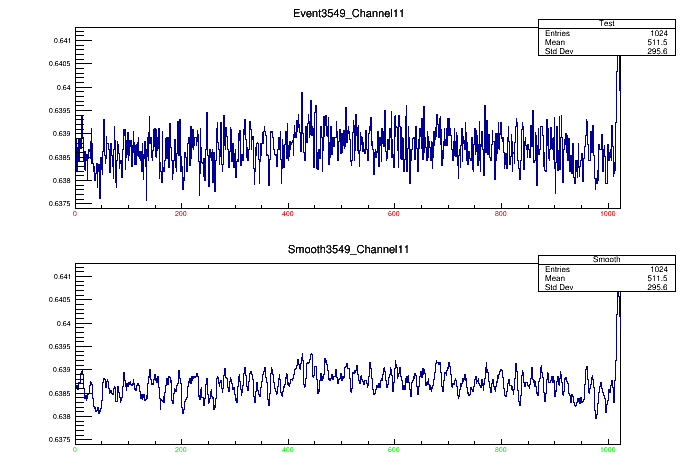 Event3549_Channel11
Test
Entries 1024
Mean 511.5
Std Dev 295.6
0.641
0.6405
0.64
0.6395
0.639
0.6385
0.638
0.6375
0 200 400 600 800 1000
Smooth3549_Channel11
Smooth
Entries 1024
Mean 511.5
Std Dev 295.6
0.641
0.6405
0.64
0.6395
0.639
0.6385
0.638
0.6375
0 200 400 600 800 1000